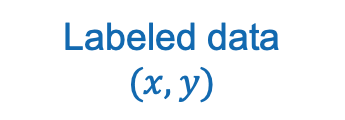 Labeled data
(x, y)